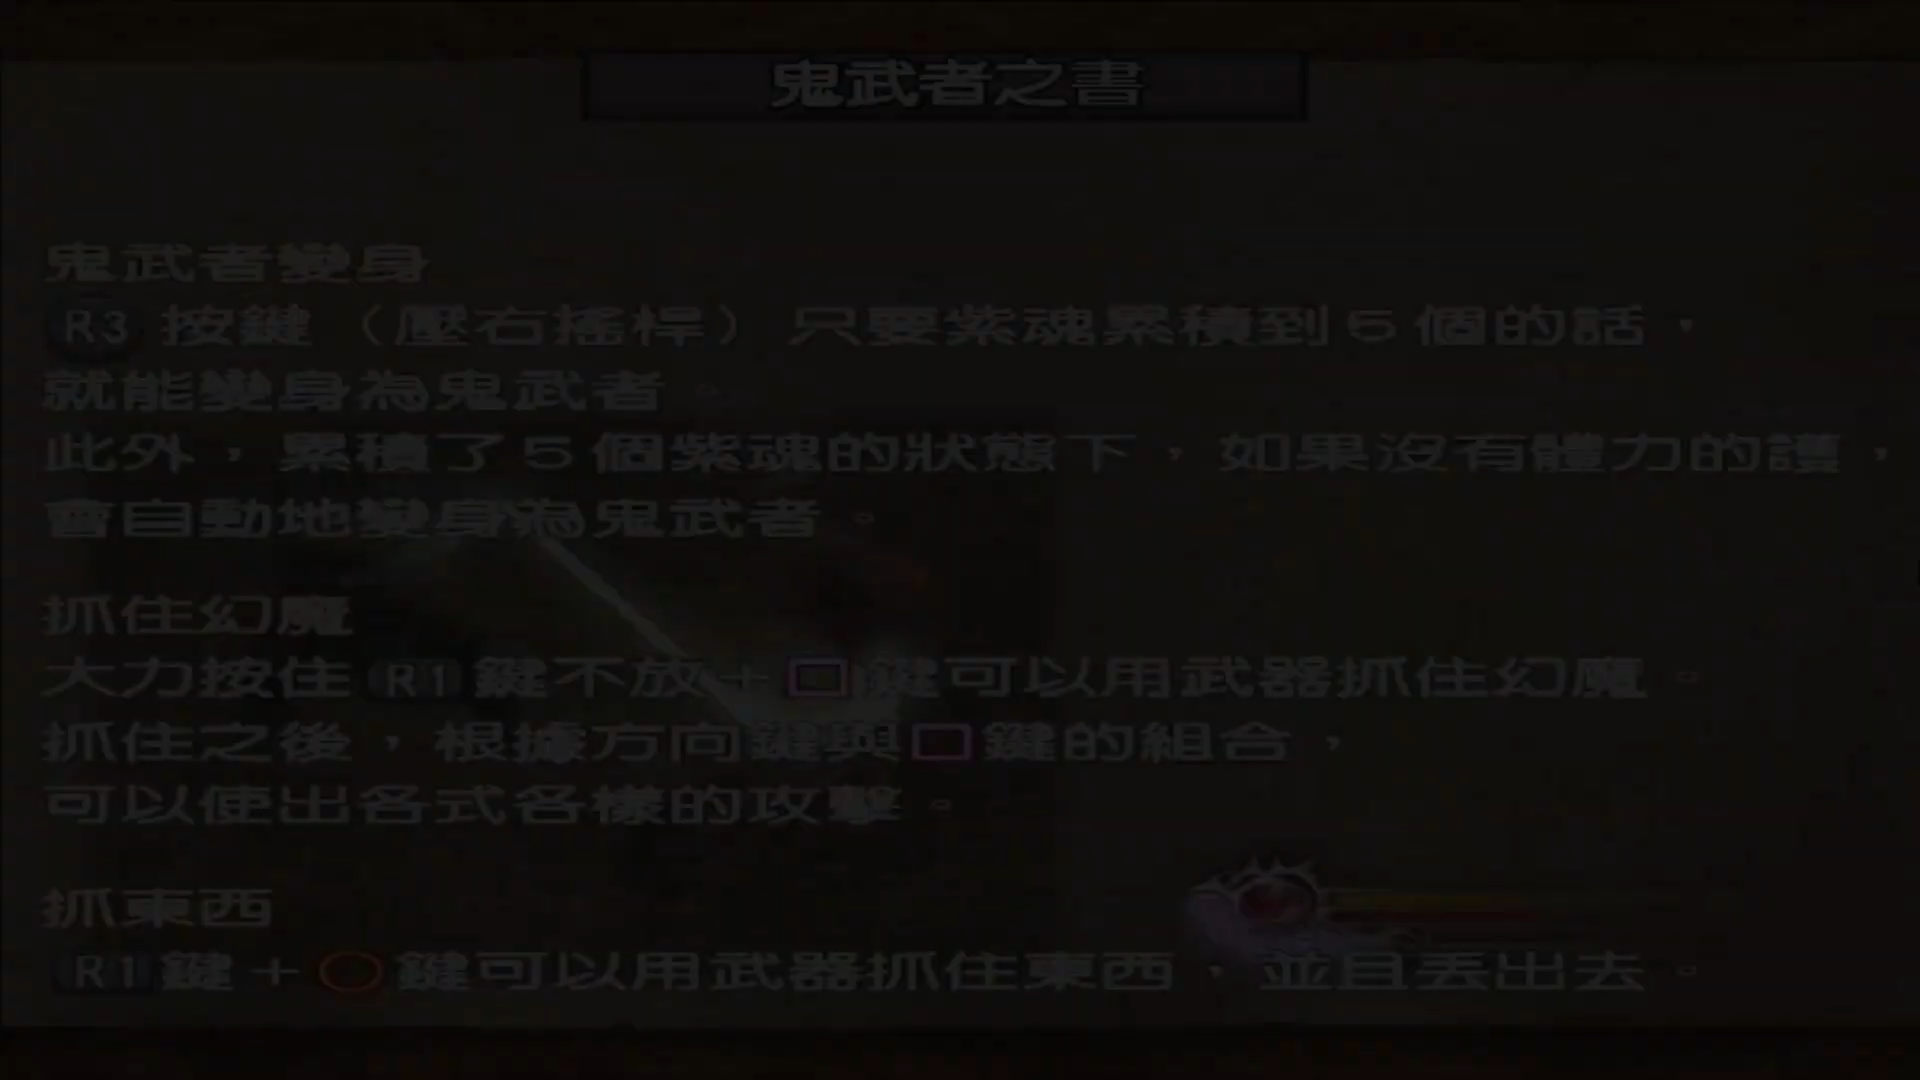 鬼武者之書
鬼武者變身
R3 按鍵（壓右搖桿）只要紫魂累積到5個的話，
就能變身為鬼武者。
此外，累積了5個紫魂的狀態下，如果沒有體力的護，
會自動地變身為鬼武者。
抓住幻魔
大力按住 R1 鍵不放＋□鍵可以用武器抓住幻魔。
抓住之後，根據方向鍵與□鍵的組合，
可以使出各式各樣的攻擊。
抓東西
R1 鍵＋○鍵可以用武器抓住東西，並且丟出去。